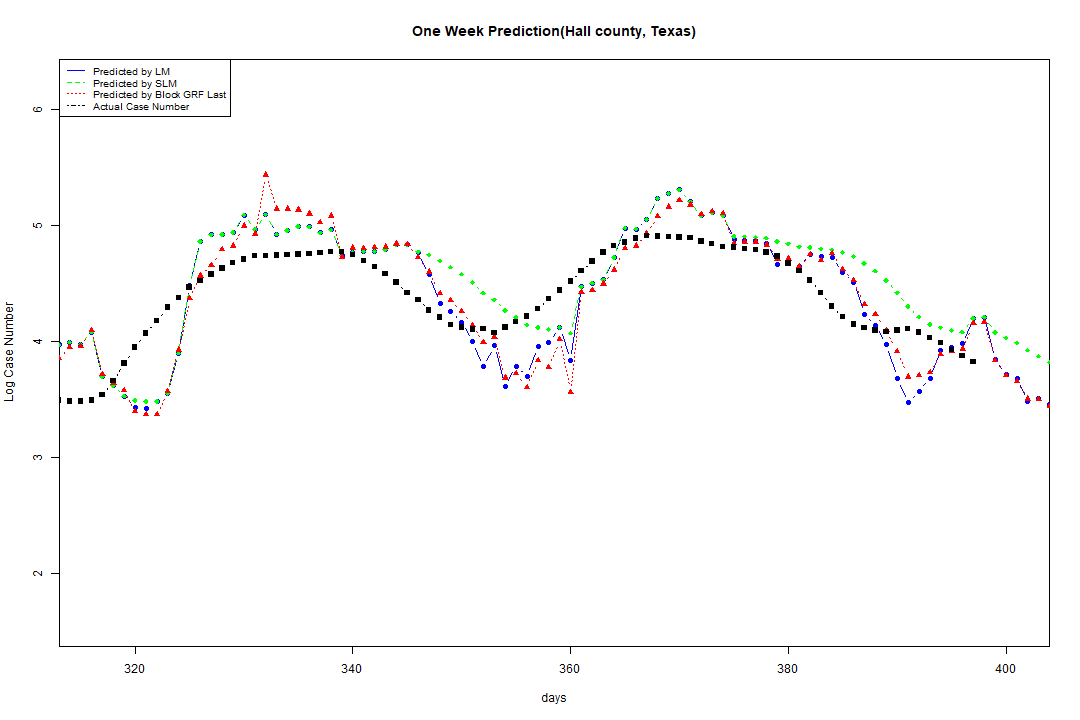 One Week Prediction(Hall county, Texas)
Predicted by LM
Predicted by SLM
Predicted by Block GRF Last
Actual Case Number
6
5
4
3
2
Log Case Number
320
340
360
380
400
days